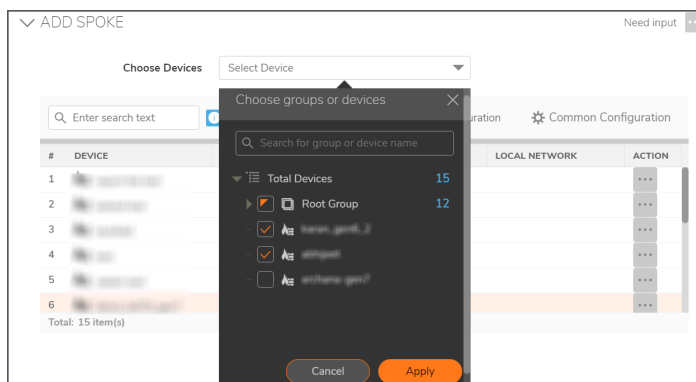 ADD SPOKE
Need input
Choose Devices
Select Device
Choose groups or devices
Enter search text
uration
Common Configuration
Search for group or device name
# DEVICE LOCAL NETWORK ACTION
Total Devices 15
1
Root Group 12
2
3
4
5
6
Total: 15 item(s)
Cancel
Apply